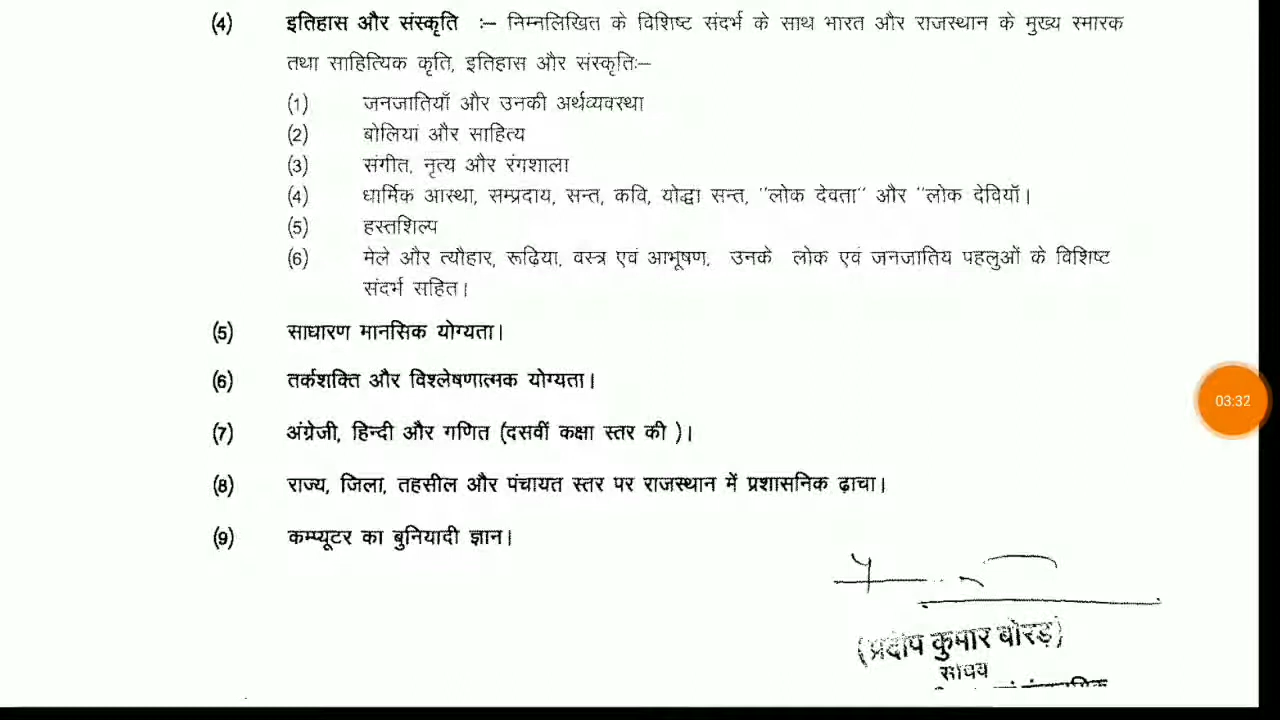 (4) इतिहास और संस्कृति :– निम्नलिखित के विशिष्ट संदर्भ के साथ भारत और राजस्थान के मुख्य स्मारक
तथा साहित्यिक कृति, इतिहास और संस्कृतिः–
(1) जनजातियाँ और उनकी अर्थव्यवस्था
(2) बोलियां और साहित्य
(3) संगीत, नृत्य और रंगशाला
(4) धार्मिक आस्था, सम्प्रदाय, सन्त, कवि, योद्धा सन्त, ''लोक देवता'' और ''लोक देवियाँ।
(5) हस्तशिल्प
(6) मेले और त्यौहार, रूढ़िया, वस्त्र एवं आभूषण, उनके लोक एवं जनजातिय पहलुओं के विशिष्ट
संदर्भ सहित।
(5) साधारण मानसिक योग्यता।
(6) तर्कशक्ति और विश्लेषणात्मक योग्यता।
(7) अंग्रेजी, हिन्दी और गणित (दसवीं कक्षा स्तर की )।
(8) राज्य, जिला, तहसील और पंचायत स्तर पर राजस्थान में प्रशासनिक ढ़ाचा।
(9) कम्प्यूटर का बुनियादी ज्ञान।
03:32
(प्रदीप कुमार बोरड़)